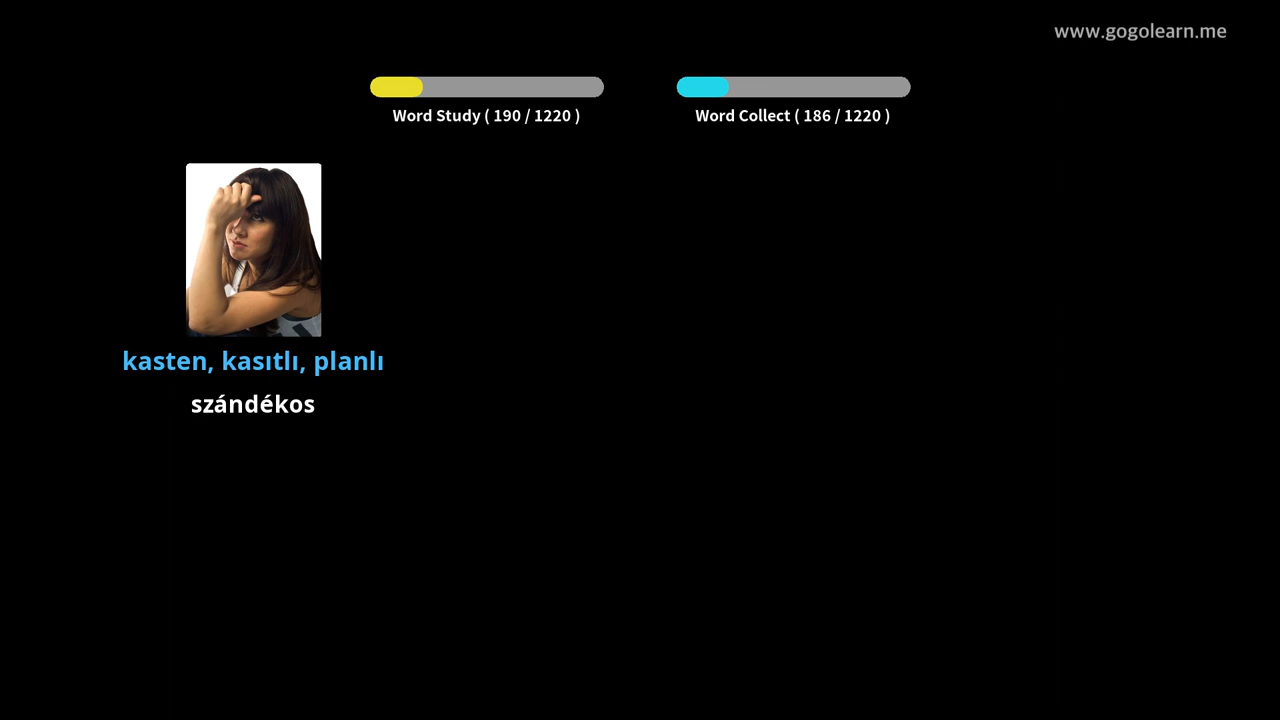 www.gogolearn.me
Word Study ( 190 / 1220 )
Word Collect ( 186 / 1220 )
kasten, kasıtlı, planlı
szándékos